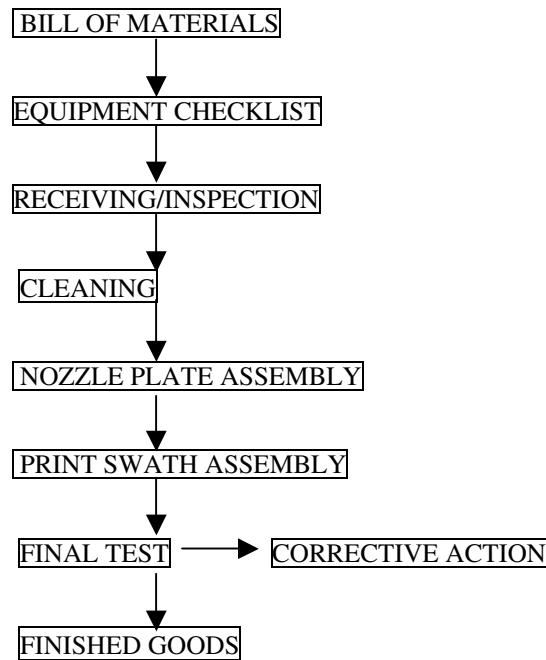 BILL OF MATERIALS
EQUIPMENT CHECKLIST
RECEIVING/INSPECTION
CLEANING
NOZZLE PLATE ASSEMBLY
PRINT SWATH ASSEMBLY
FINAL TEST
CORRECTIVE ACTION
FINISHED GOODS